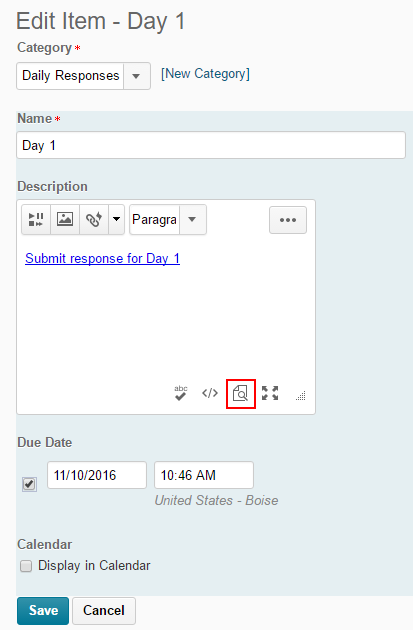 Edit Item - Day 1
Category *
Daily Responses [New Category]
Name *
Day 1
Description
Paragra
Submit response for Day 1
abc </>
Due Date
11/10/2016 10:46 AM
United States - Boise
Calendar
Display in Calendar
Save Cancel